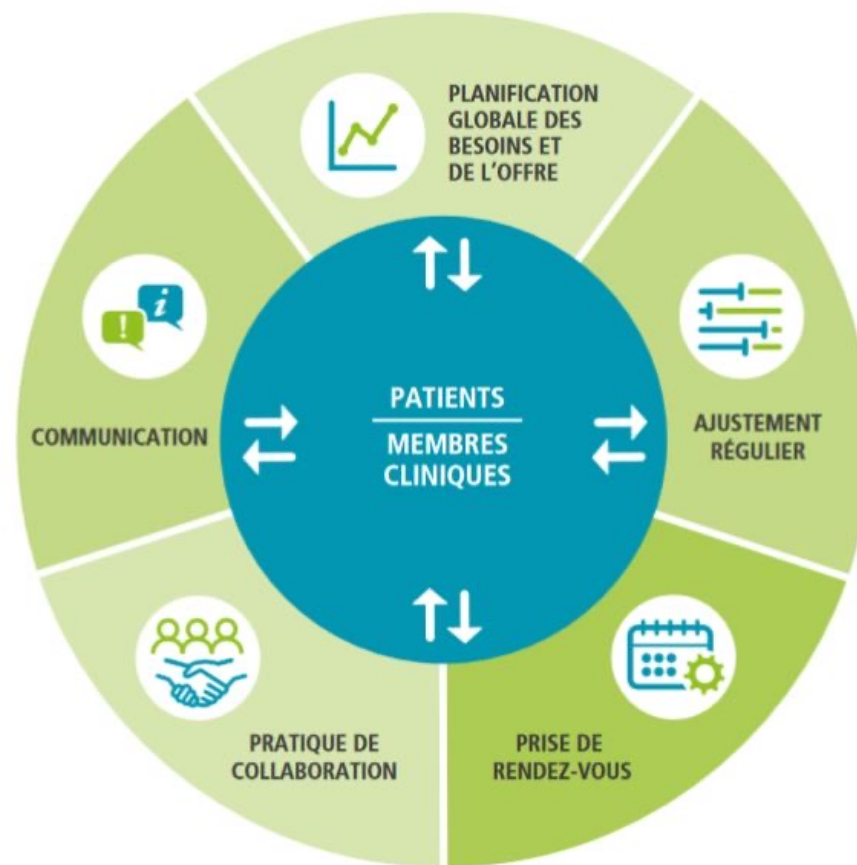 PLANIFICATION
GLOBALE DES
BESOINS ET
DE L'OFFRE
AJUSTEMENT
RÉGULIER
PRISE DE
RENDEZ-VOUS
PRATIQUE DE
COLLABORATION
COMMUNICATION
! i
PATIENTS
MEMBRES
CLINIQUES